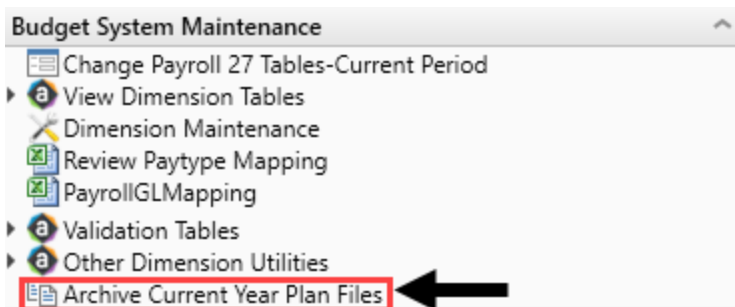 Budget System Maintenance
Change Payroll 27 Tables-Current Period
View Dimension Tables
Dimension Maintenance
Review Paytype Mapping
PayrollGLMapping
Validation Tables
Other Dimension Utilities
Archive Current Year Plan Files